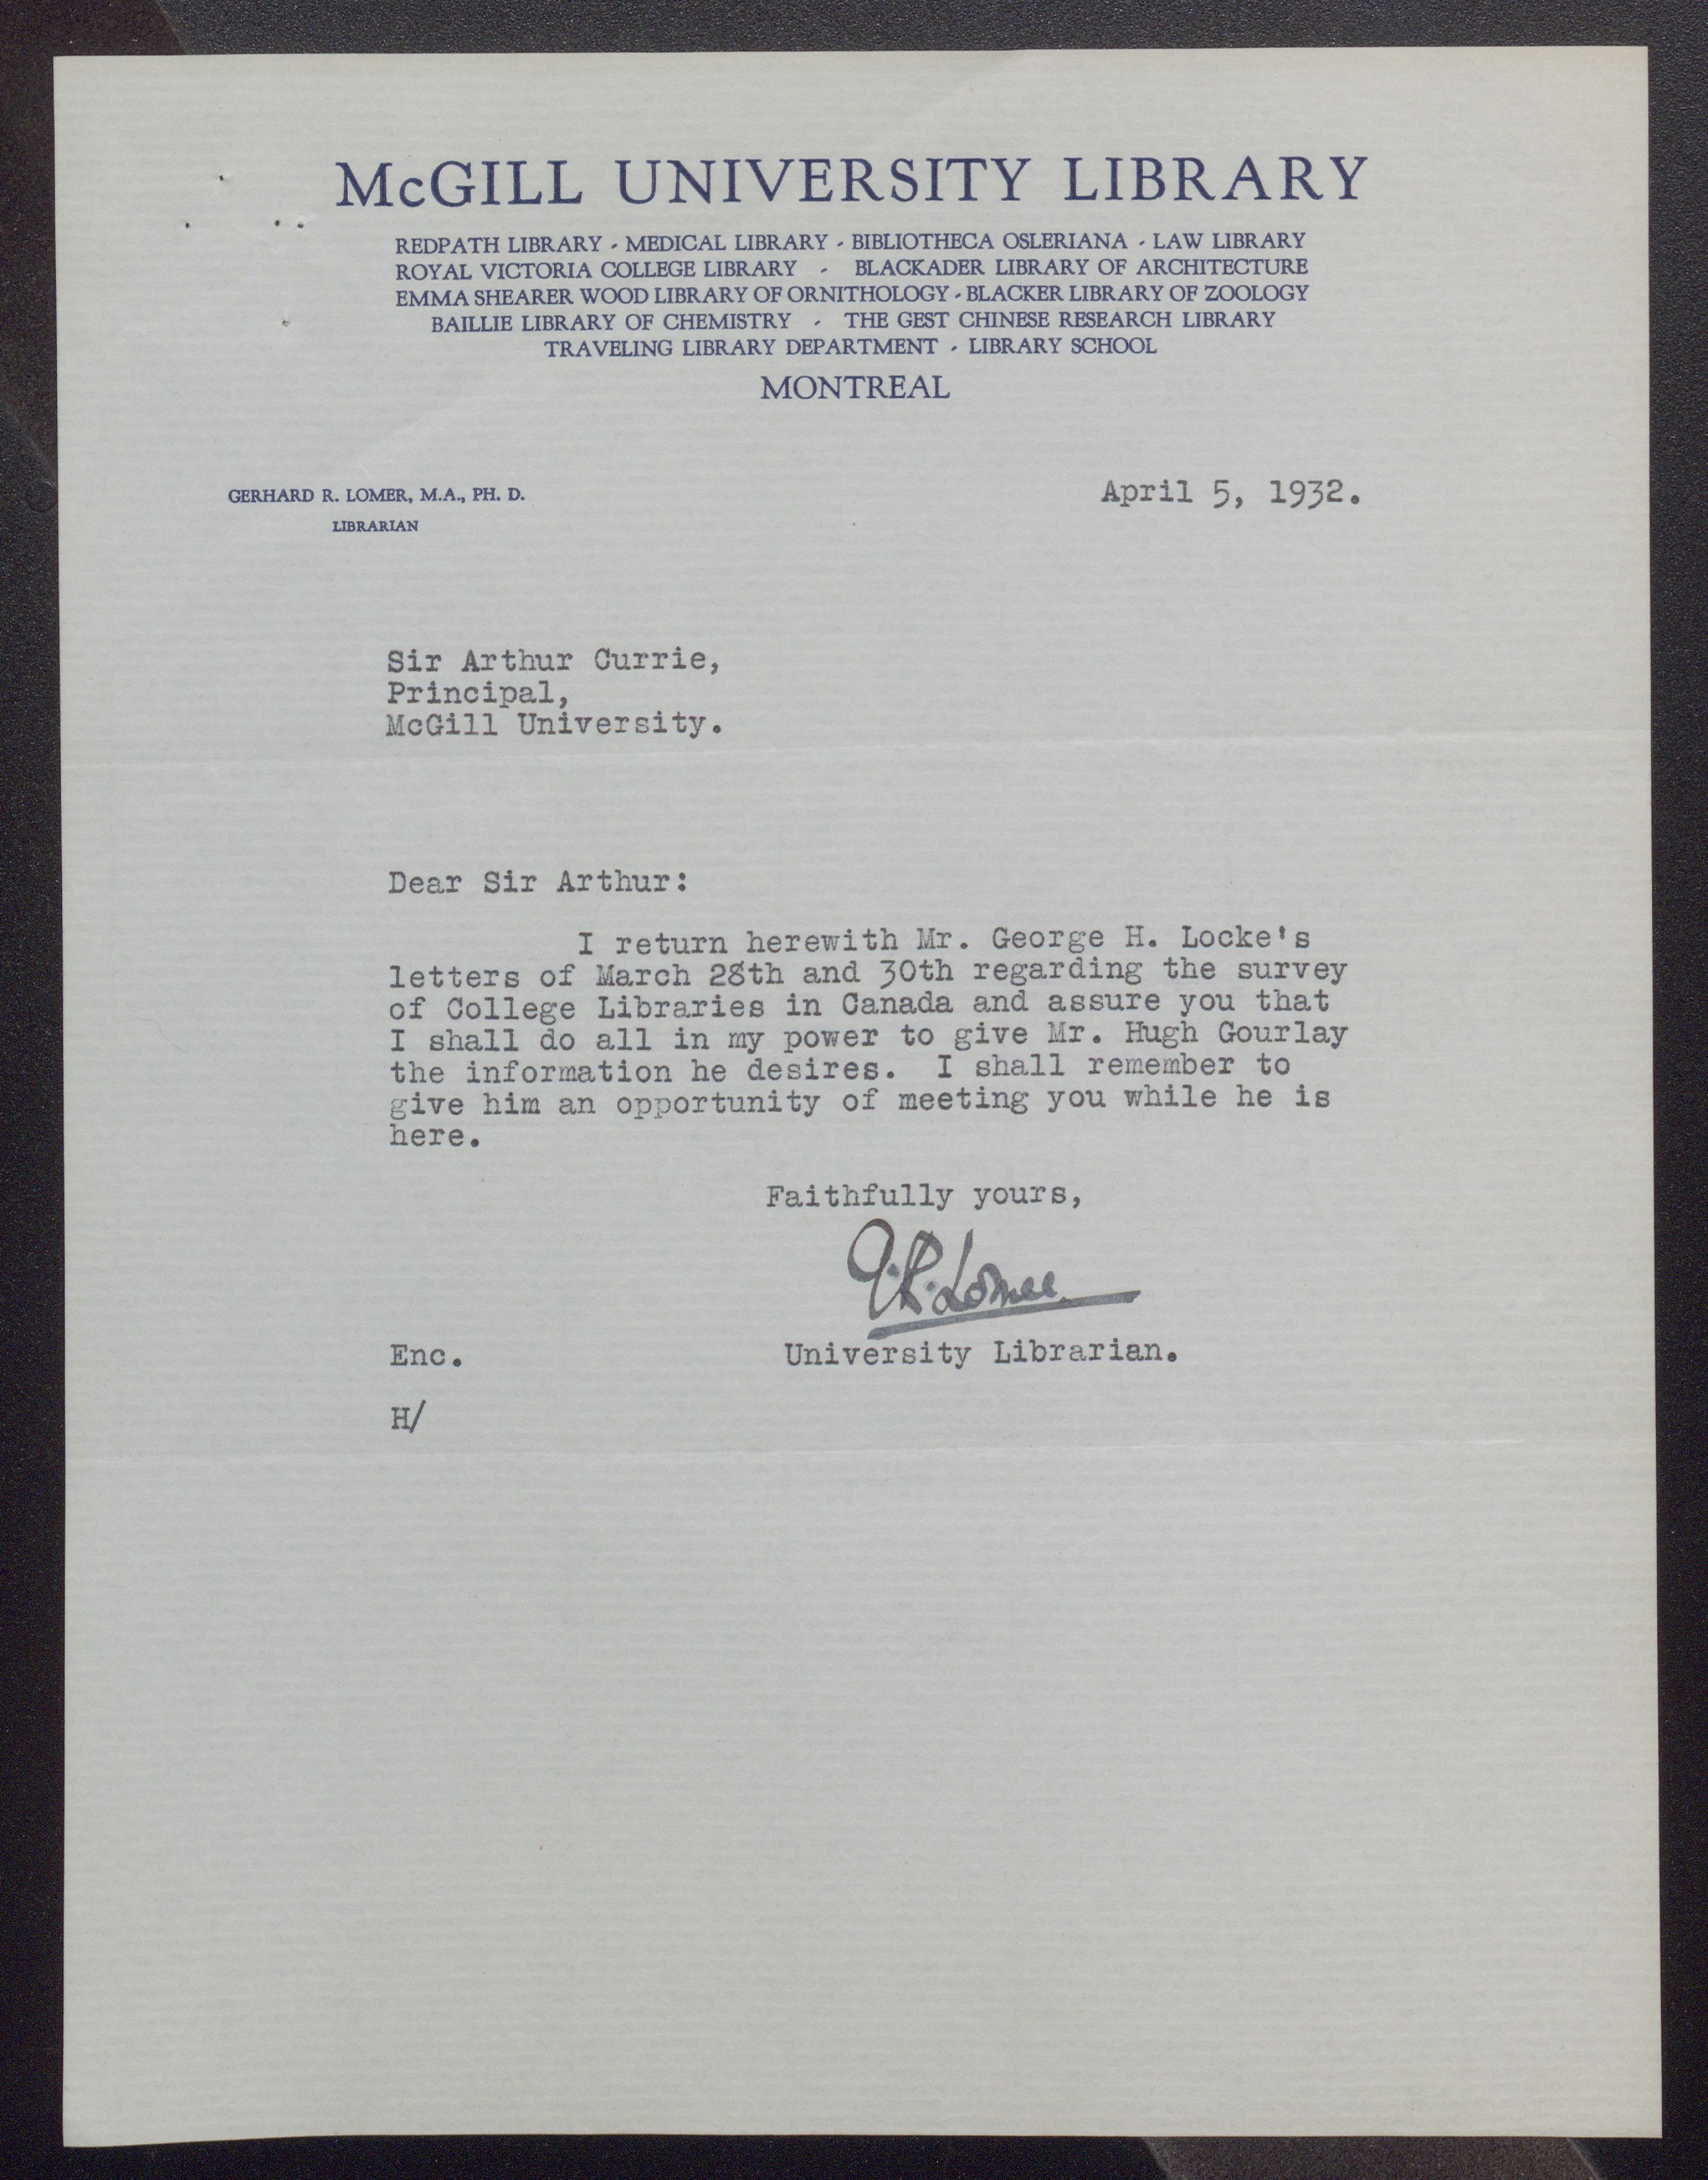 McGILL UNIVERSITY LIBRARY
REDPATH LIBRARY - MEDICAL LIBRARY - BIBLIOTHECA OSLERIANA - LAW LIBRARY
ROYAL VICTORIA COLLEGE LIBRARY - BLACKADER LIBRARY OF ARCHITECTURE
EMMA SHEARER WOOD LIBRARY OF ORNITHOLOGY - BLACKER LIBRARY OF ZOOLOGY
BAILLIE LIBRARY OF CHEMISTRY - THE GEST CHINESE RESEARCH LIBRARY
TRAVELING LIBRARY DEPARTMENT - LIBRARY SCHOOL
MONTREAL
GERHARD R. LOMER, M.A., PH. D.
LIBRARIAN
April 5, 1932.
Sir Arthur Currie,
Principal,
McGill University.
Dear Sir Arthur:
I return herewith Mr. George H. Locke's
letters of March 28th and 30th regarding the survey
of College Libraries in Canada and assure you that
I shall do all in my power to give Mr. Hugh Gourlay
the information he desires. I shall remember to
give him an opportunity of meeting you while he is
here.
Faithfully yours,
G.R. Lomer
Enc. University Librarian.
H/